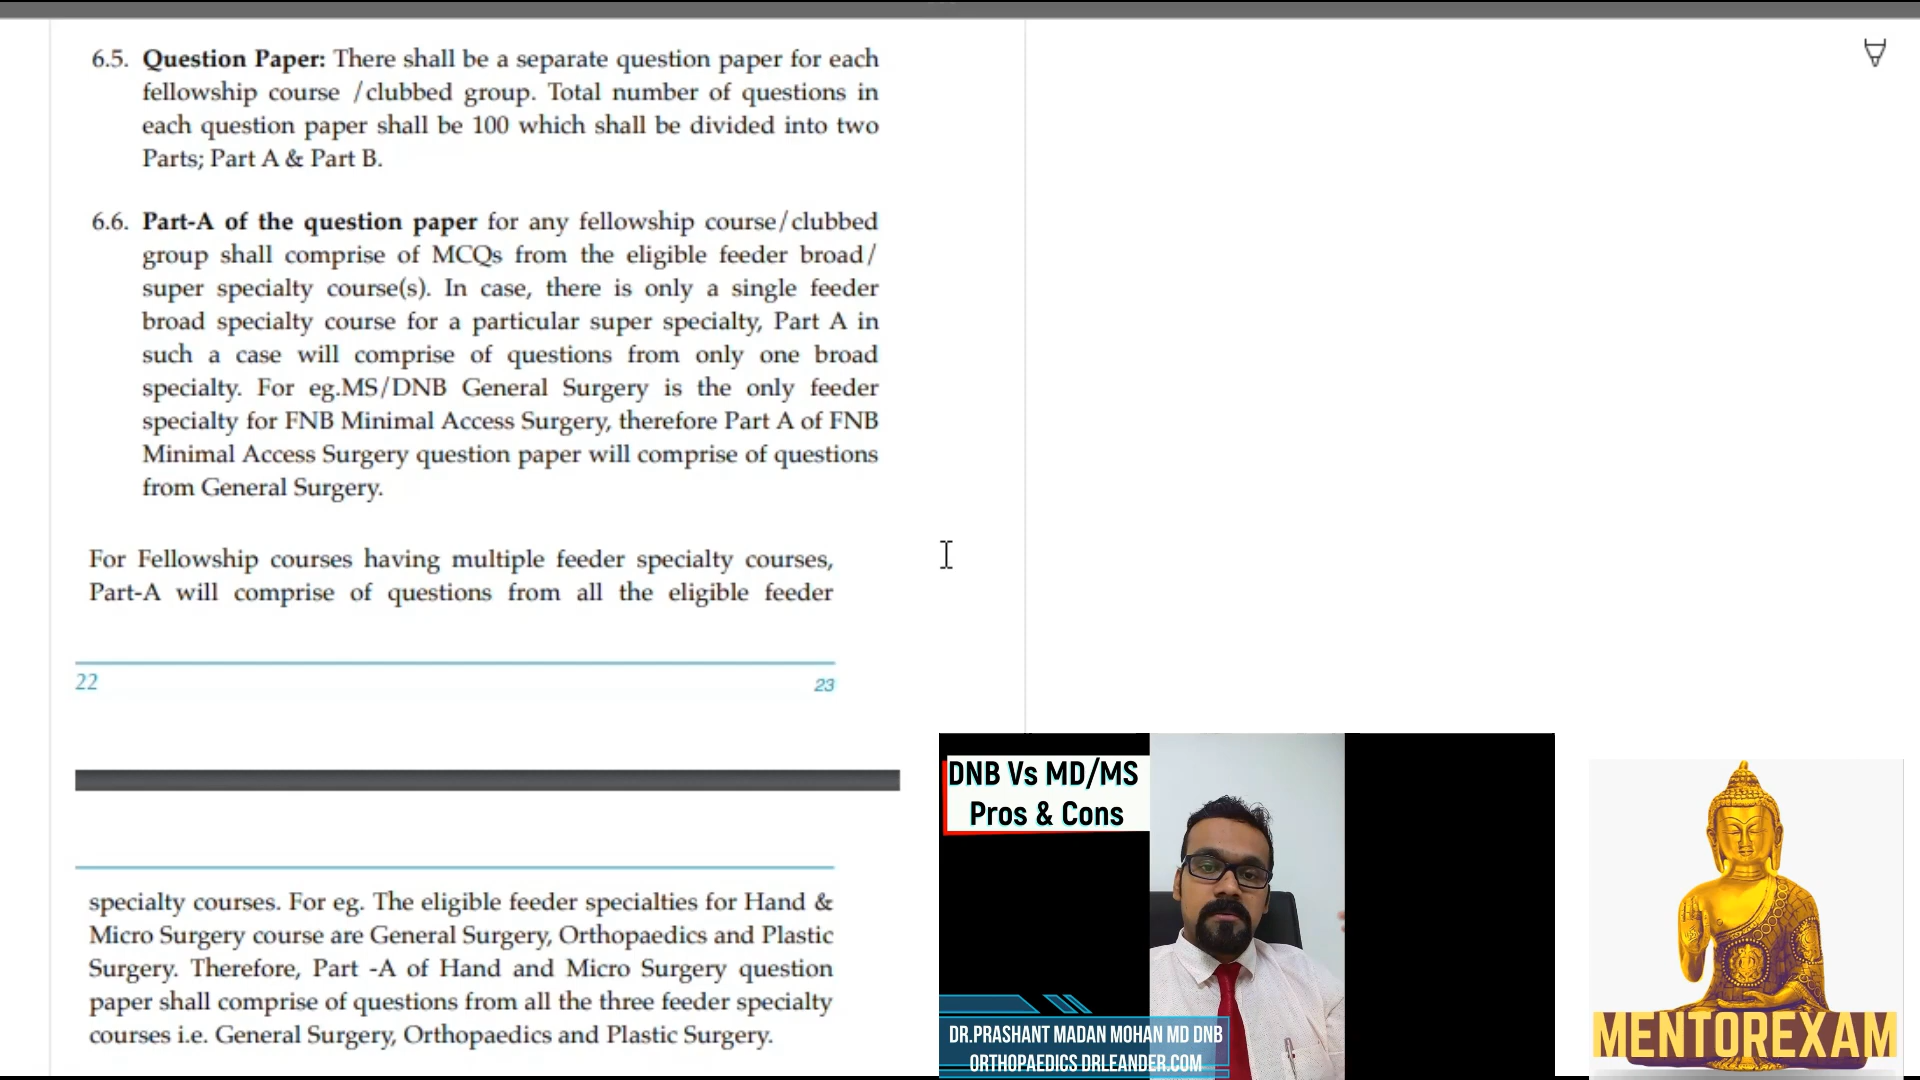 6.5. Question Paper: There shall be a separate question paper for each
fellowship course /clubbed group. Total number of questions in
each question paper shall be 100 which shall be divided into two
Parts; Part A & Part B.
6.6. Part-A of the question paper for any fellowship course/clubbed
group shall comprise of MCQs from the eligible feeder broad/
super specialty course(s). In case, there is only a single feeder
broad specialty course for a particular super specialty, Part A in
such a case will comprise of questions from only one broad
specialty. For eg.MS/DNB General Surgery is the only feeder
specialty for FNB Minimal Access Surgery, therefore Part A of FNB
Minimal Access Surgery question paper will comprise of questions
from General Surgery.
For Fellowship courses having multiple feeder specialty courses,
Part-A will comprise of questions from all the eligible feeder
22
23
specialty courses. For eg. The eligible feeder specialties for Hand &
Micro Surgery course are General Surgery, Orthopaedics and Plastic
Surgery. Therefore, Part -A of Hand and Micro Surgery question
paper shall comprise of questions from all the three feeder specialty
courses i.e. General Surgery, Orthopaedics and Plastic Surgery.
DNB Vs MD/MS
Pros & Cons
DR.PRASHANT MADAN MOHAN MD DNB
ORTHOPAEDICS DRLEANDER.COM
MENTOREXAM